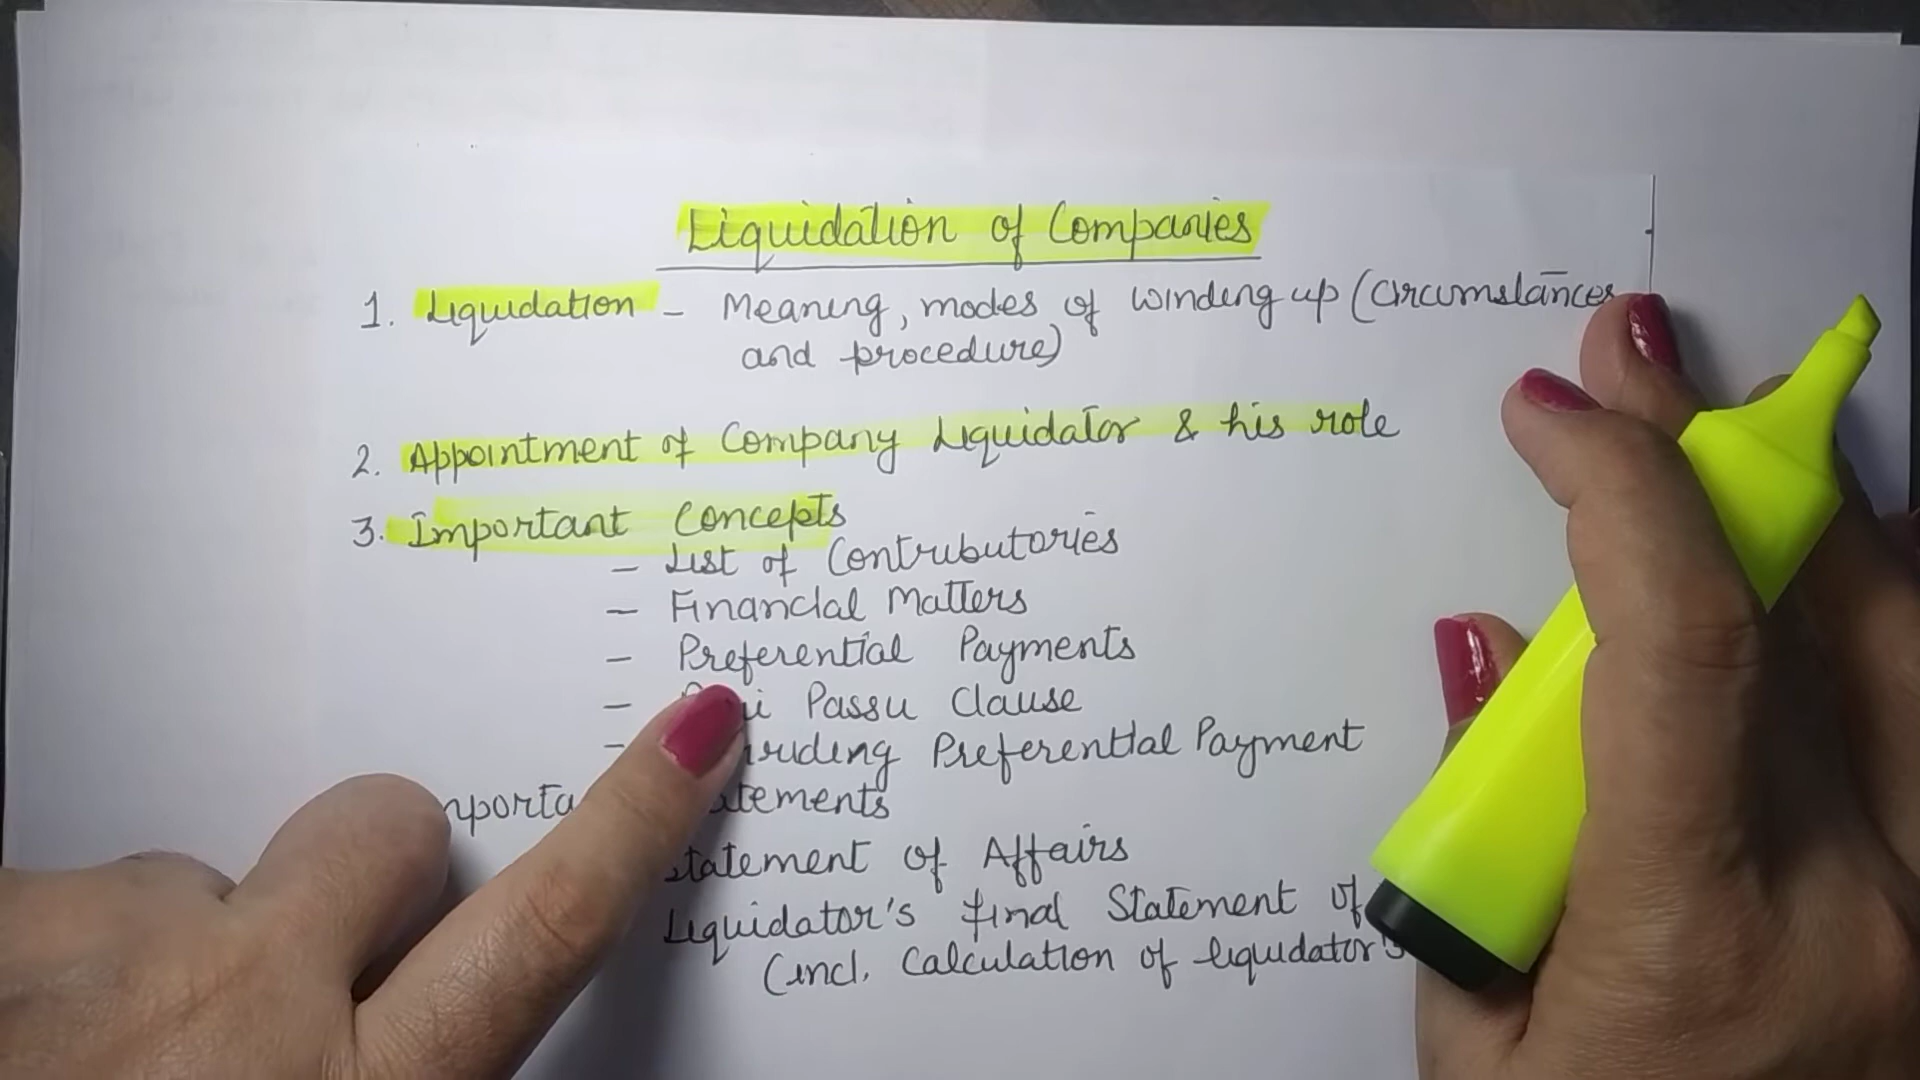 Liquidation of Companies
1. Liquidation - Meaning, modes of winding up (circumstances
and procedure)
2. Appointment of Company Liquidator & his role
3. Important Concepts
- List of Contributories
- Financial Matters
- Preferential Payments
- Passu Clause
- Preferential Payment
Statement of Affairs
Liquidator's final Statement of
(incl. Calculation of liquidator's